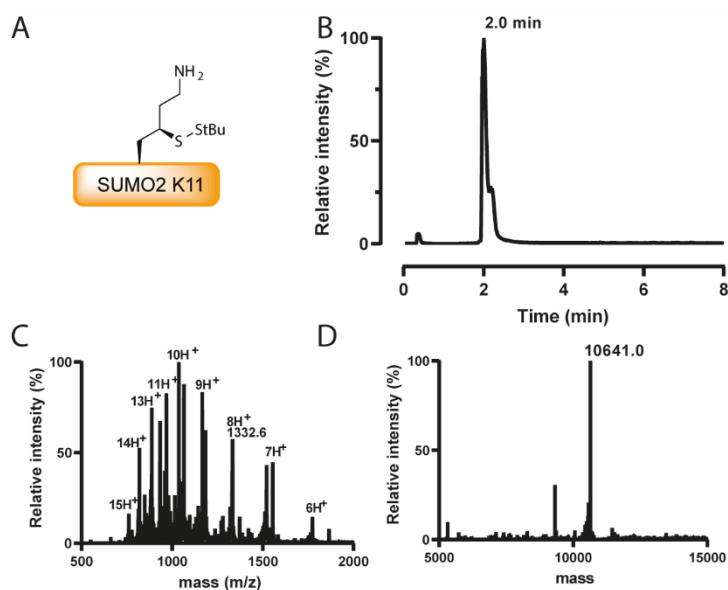 A
NH2
S
StBu
SUMO2 K11
B
2.0 min
Relative intensity (%)
100
50
0
0 2 4 6 8
Time (min)
C
Relative intensity (%)
100
50
0
10H+
11H+
9H+
13H+
8H+
1332.6
14H+
7H+
15H+
6H+
500 1000 1500 2000
mass (m/z)
D
Relative intensity (%)
100
50
0
10641.0
5000 10000 15000
mass